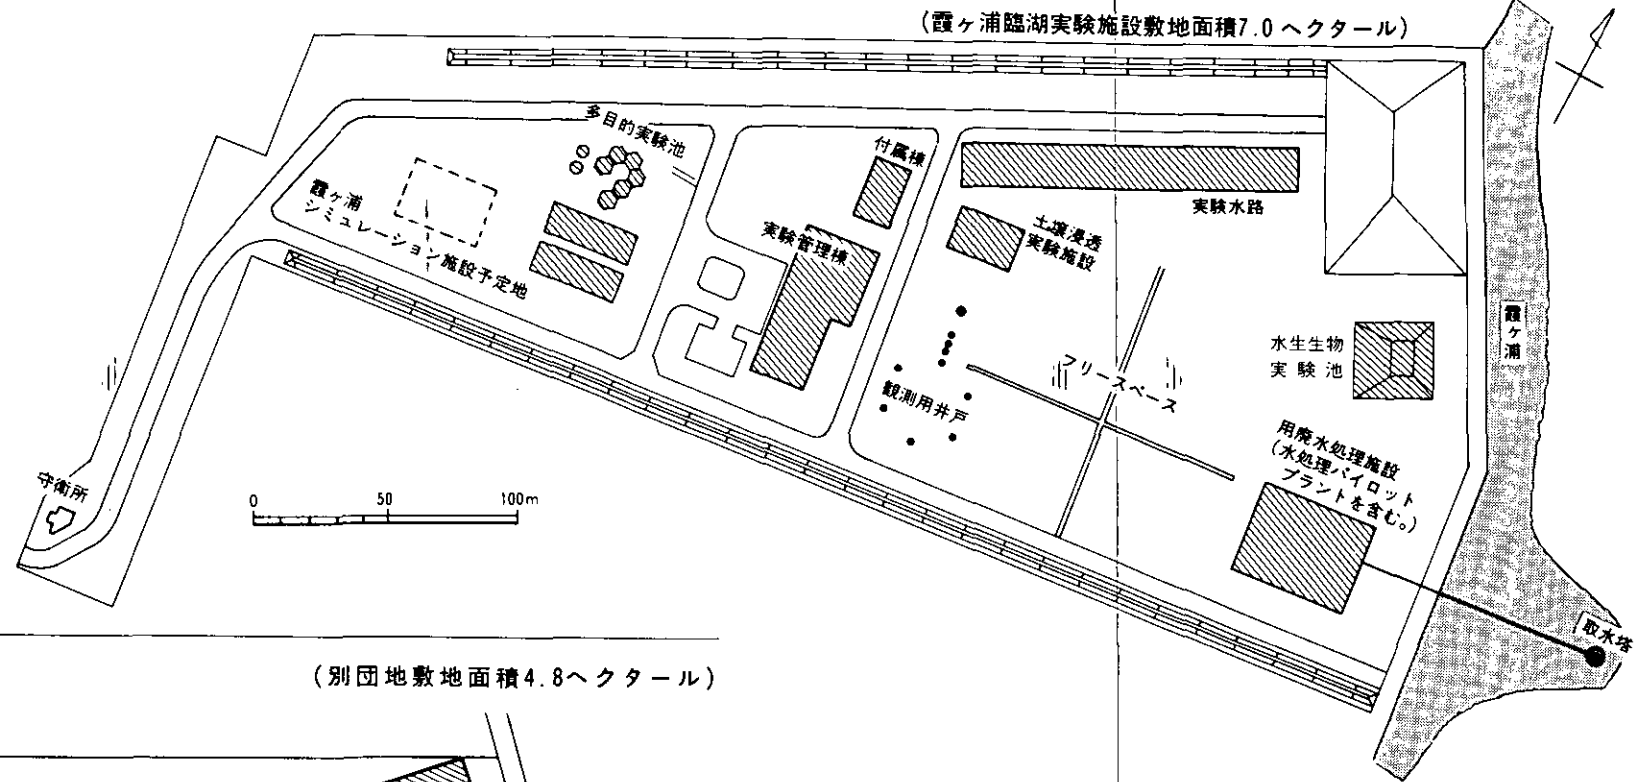 (霞ヶ浦臨湖実験施設敷地面積7.0ヘクタール)
多目的実験池
付属棟
霞ヶ浦
シミュレーション施設予定地
実験管理棟
実験水路
土壌浸透
実験施設
霞ヶ浦
水生生物
実験池
フリースペース
観測用井戸
用廃水処理施設
(水処理パイロット
プラントを含む。)
守衛所
0 50 100m
取水塔
(別団地敷地面積4.8ヘクタール)